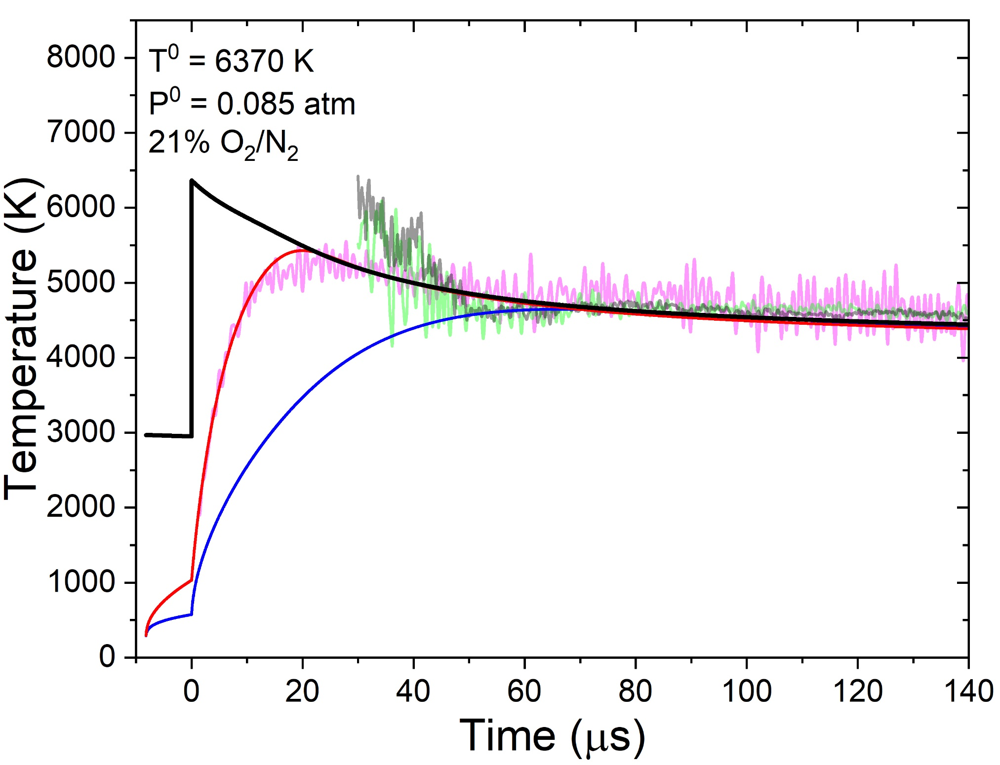 T⁰ = 6370 K
P⁰ = 0.085 atm
21% O₂/N₂
Temperature (K)
8000
7000
6000
5000
4000
3000
2000
1000
0
0 20 40 60 80 100 120 140
Time (μs)